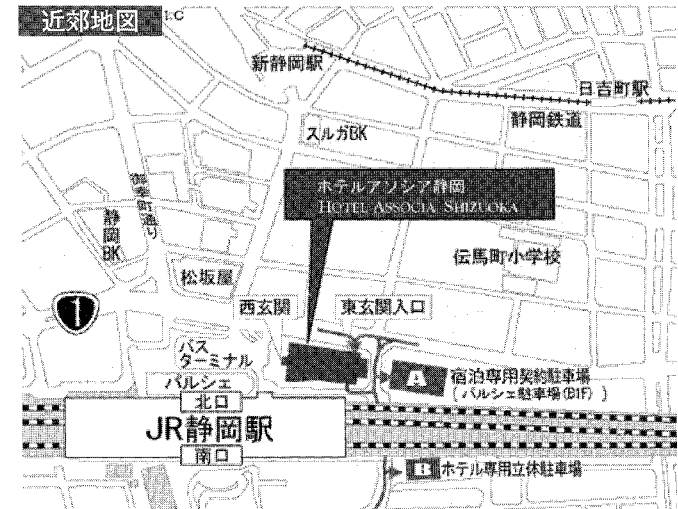 近郊地図
I.C
新静岡駅
日吉町駅
静岡鉄道
スルガBK
ホテルアソシア静岡
HOTEL ASSOCIA SHIZUOKA
御幸町通り
静岡BK
伝馬町小学校
松坂屋
西玄関
東玄関入口
1
バス
ターミナル
パルシェ
A
宿泊専用契約駐車場
(パルシェ駐車場(B1F))
北口
JR静岡駅
南口
B
ホテル専用立体駐車場